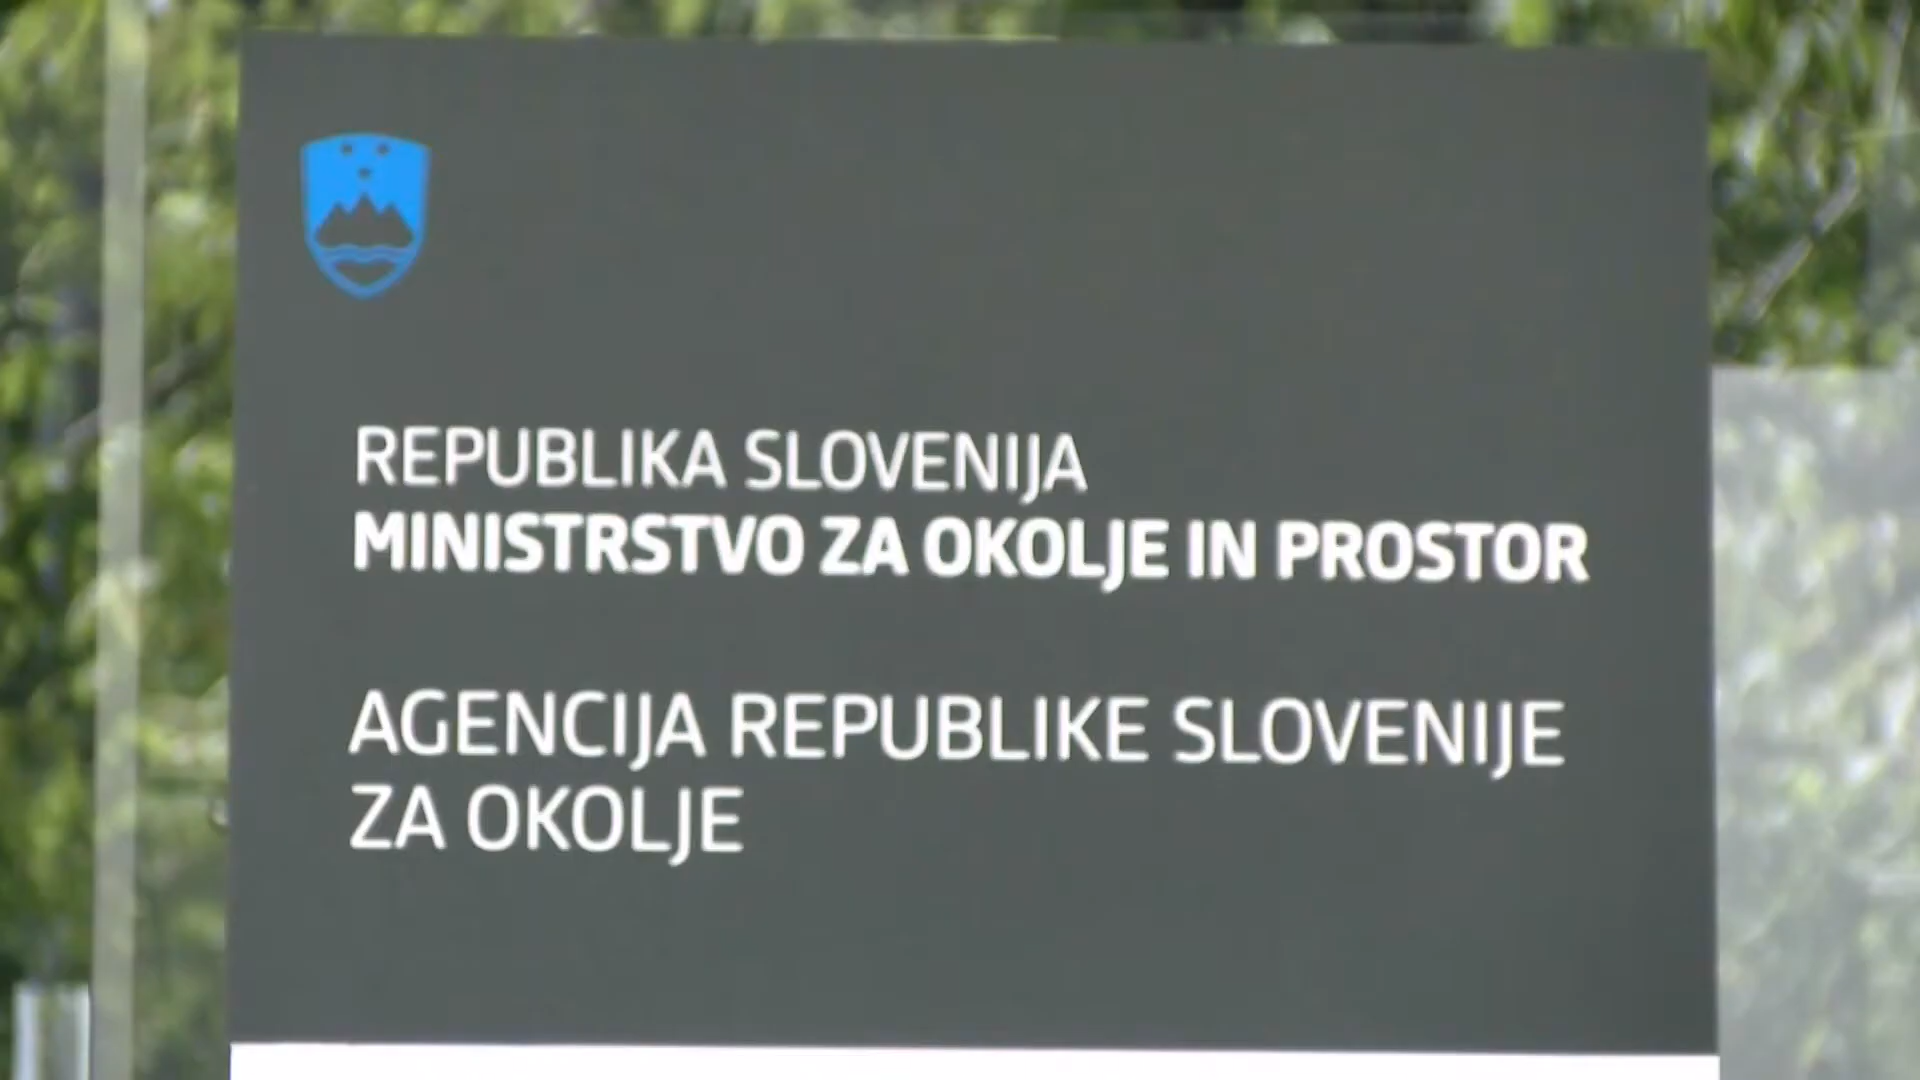 REPUBLIKA SLOVENIJA
MINISTRSTVO ZA OKOLJE IN PROSTOR
AGENCIJA REPUBLIKE SLOVENIJE
ZA OKOLJE